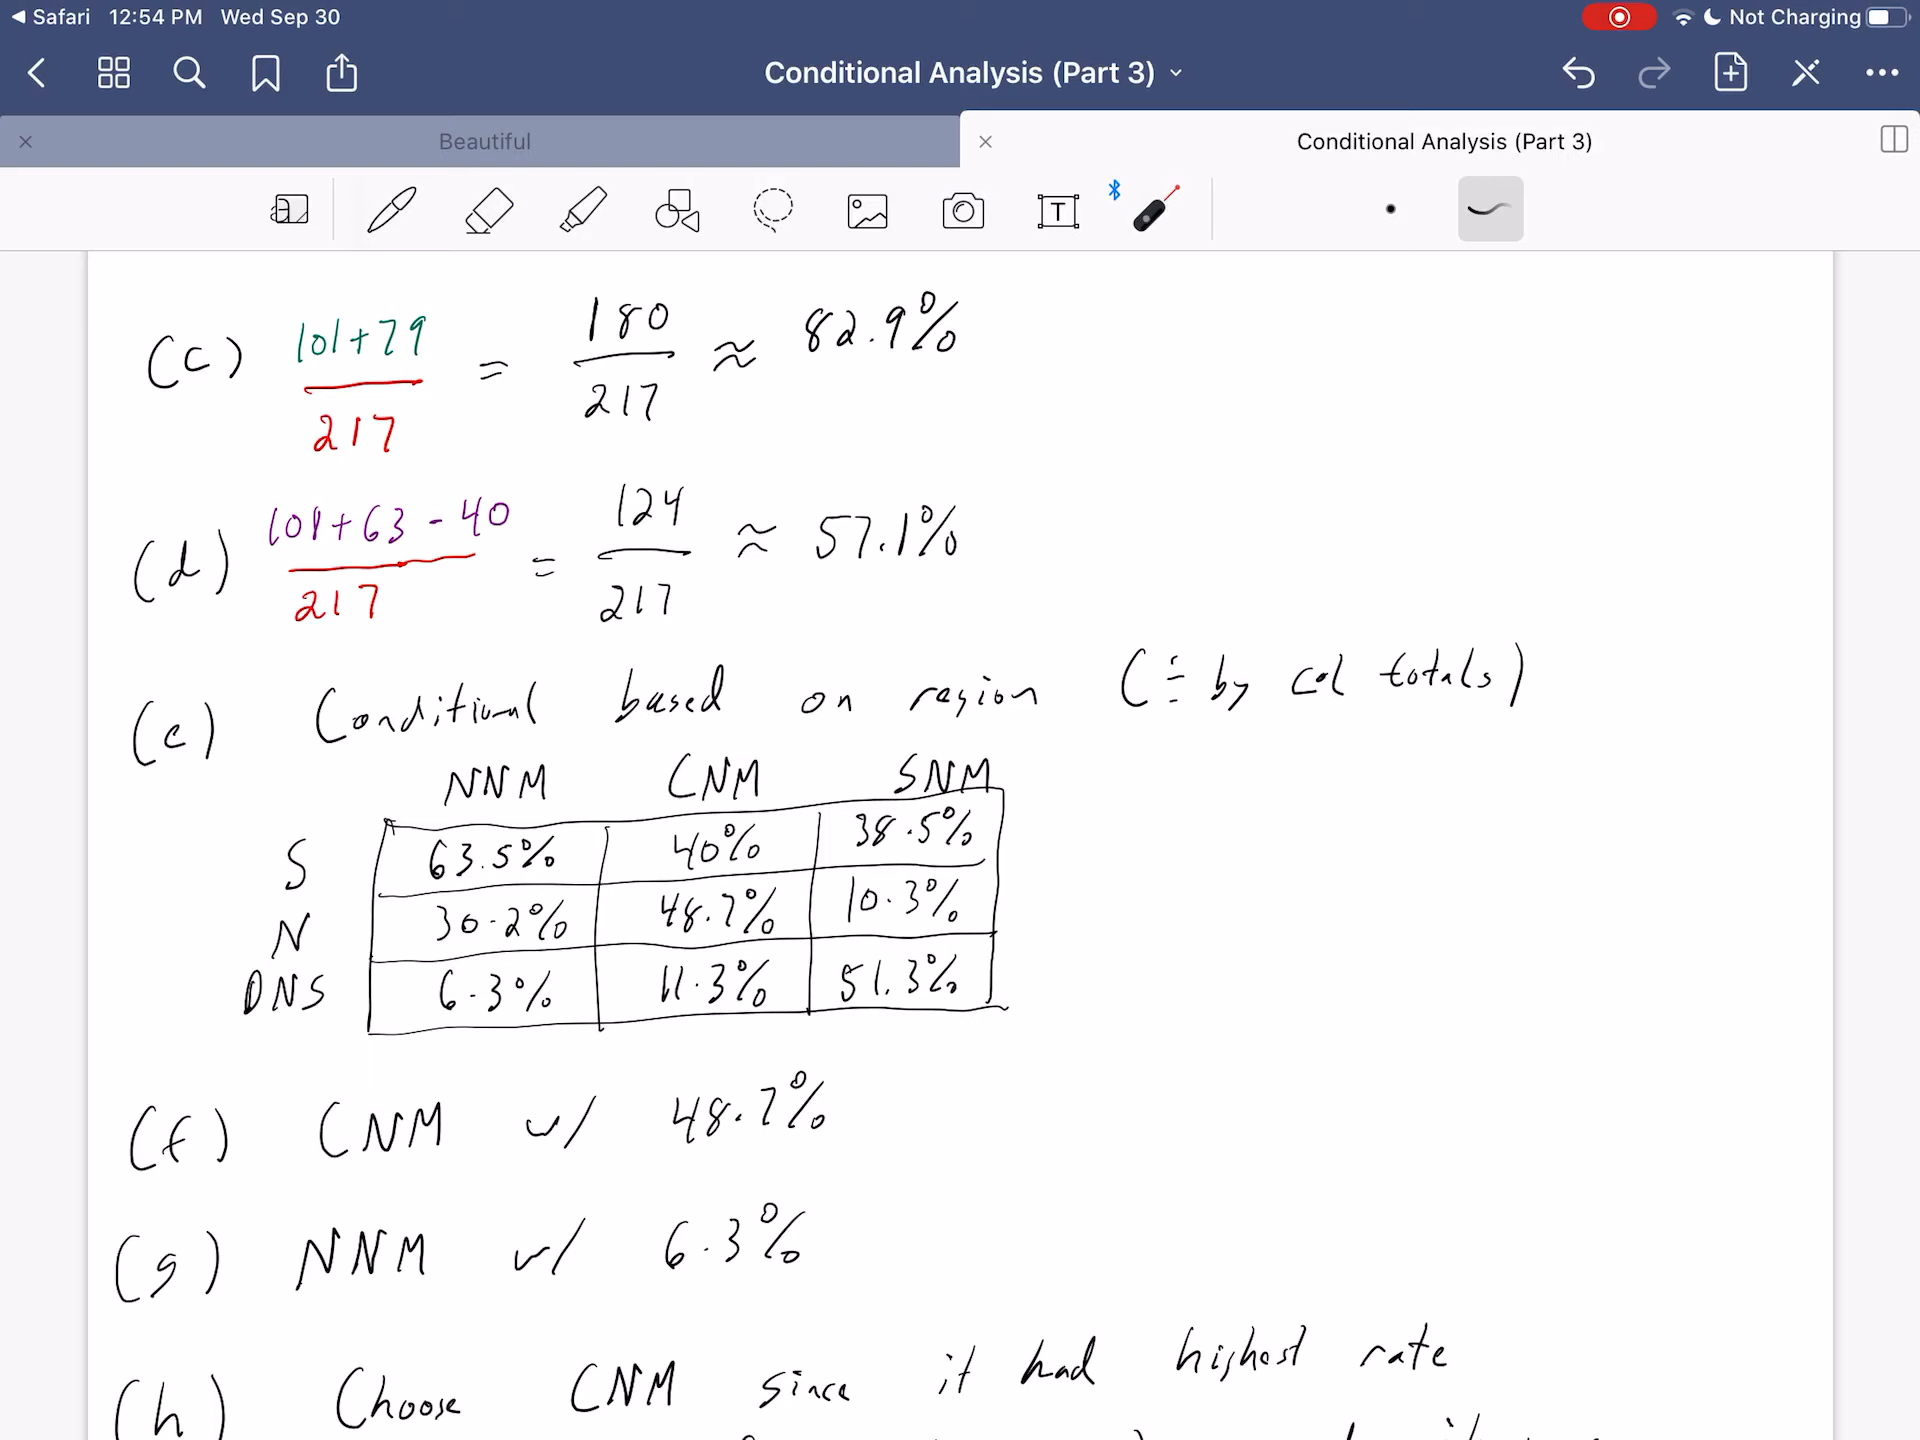 Safari 12:54 PM Wed Sep 30 Not Charging
Conditional Analysis (Part 3)
Beautiful
Conditional Analysis (Part 3)
(c) 101+79 / 217 = 180 / 217 ≈ 82.9%
(d) 101+63-40 / 217 = 124 / 217 ≈ 57.1%
(e) Conditional based on region (÷ by col totals)
NNM CNM SNM
S 63.5% 40% 38.5%
N 30.2% 48.7% 10.3%
DNS 6.3% 11.3% 51.3%
(f) CNM w/ 48.7%
(g) NNM w/ 6.3%
(h) Choose CNM since it had highest rate